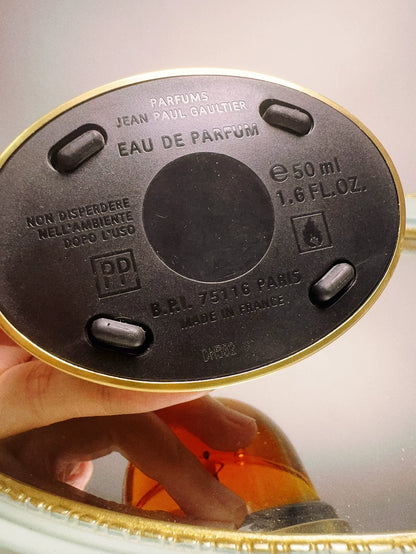 PARFUMS
JEAN PAUL GAULTIER
EAU DE PARFUM
℮ 50 ml
1.6 FL.OZ.
NON DISPERDERE
NELL'AMBIENTE
DOPO L'USO
PP
B.P.I. 75116 PARIS
MADE IN FRANCE